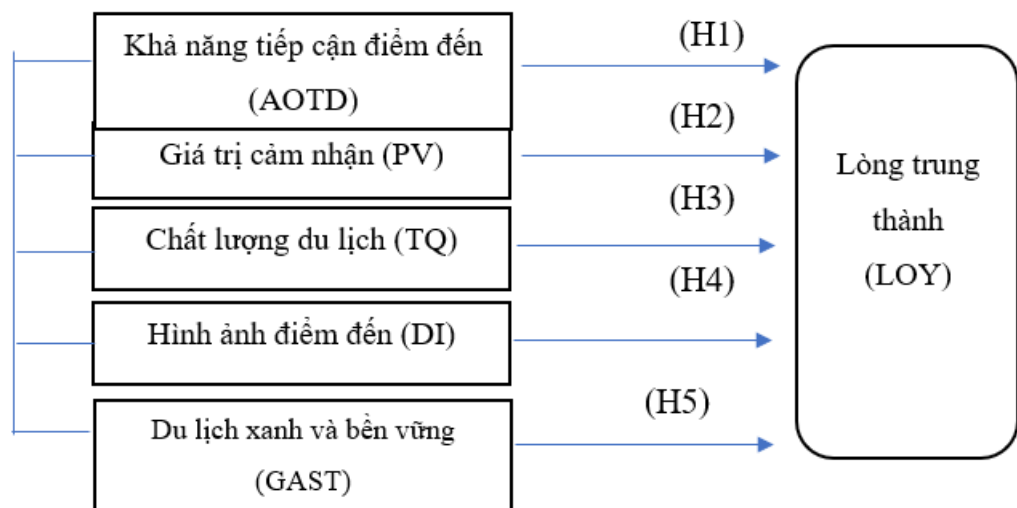 Khả năng tiếp cận điểm đến
(AOTD)
(H1)
Giá trị cảm nhận (PV)
(H2)
Chất lượng du lịch (TQ)
(H3)
Hình ảnh điểm đến (DI)
(H4)
Du lịch xanh và bền vững
(GAST)
(H5)
Lòng trung
thành
(LOY)